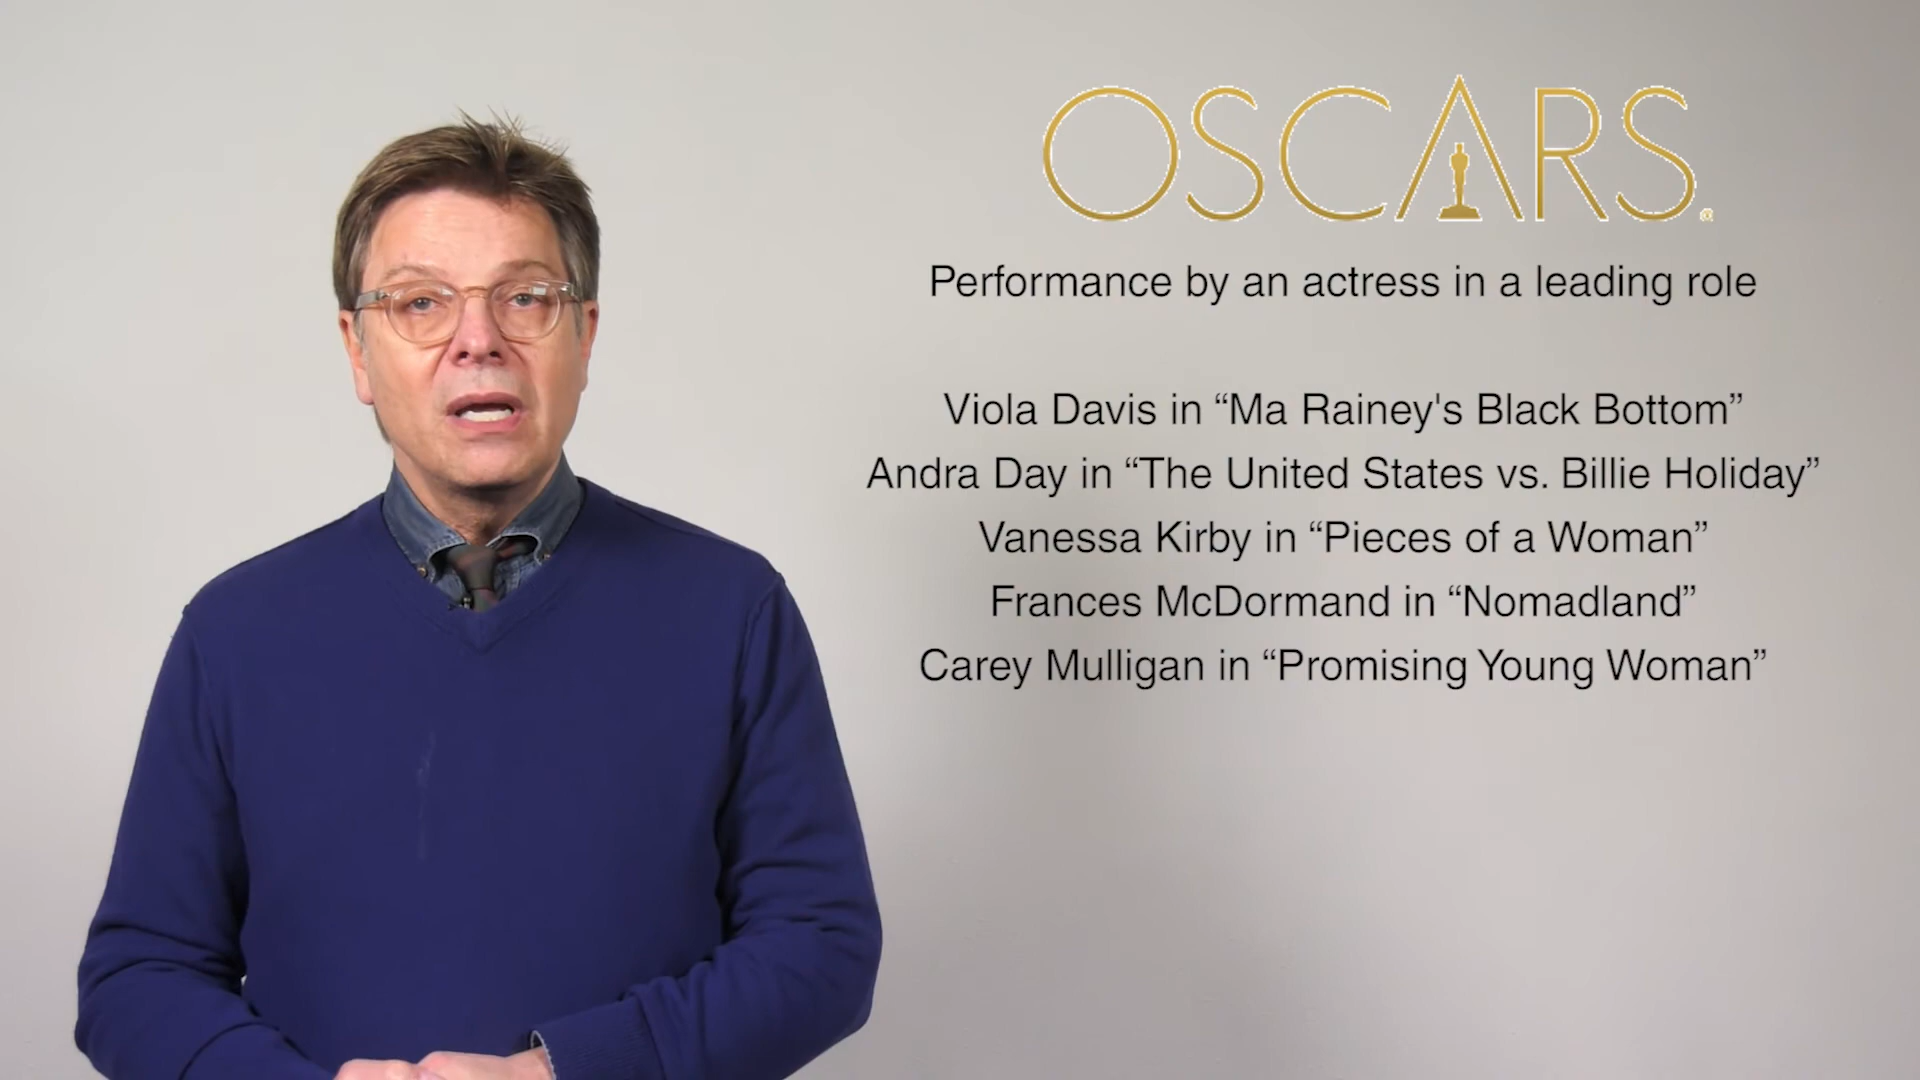 OSCARS®
Performance by an actress in a leading role
Viola Davis in “Ma Rainey's Black Bottom”
Andra Day in “The United States vs. Billie Holiday”
Vanessa Kirby in “Pieces of a Woman”
Frances McDormand in “Nomadland”
Carey Mulligan in “Promising Young Woman”